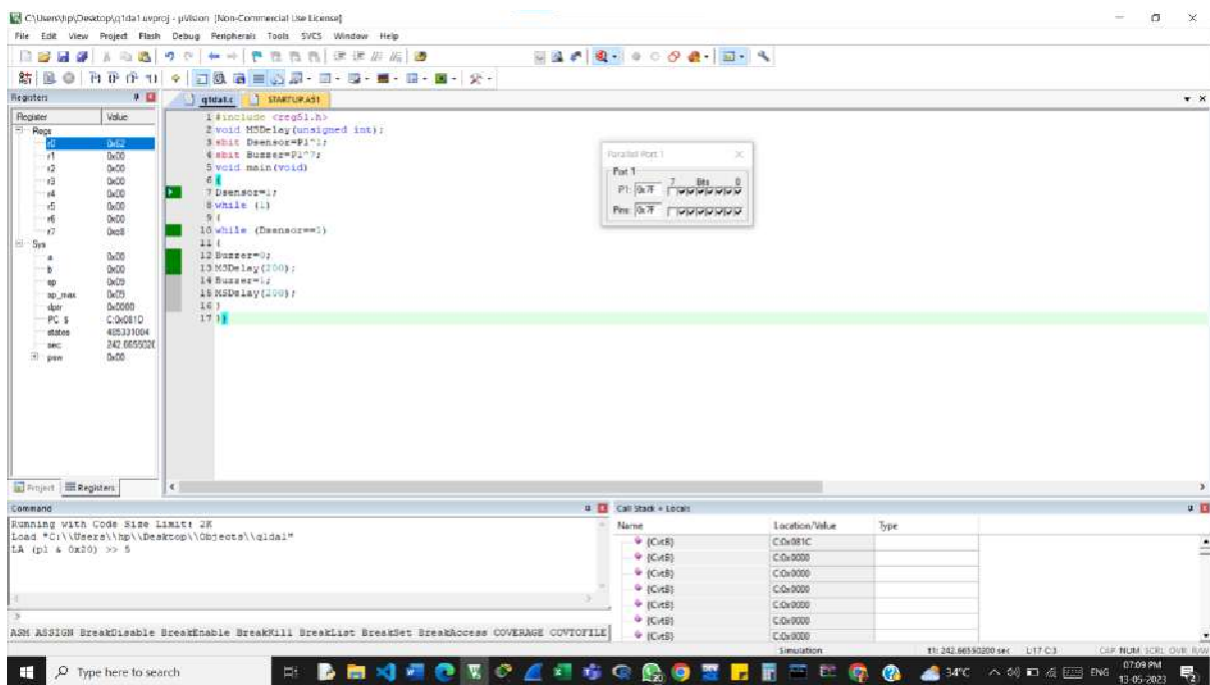 C:\Users\hp\Desktop\q1da1.uvproj - µVision [Non-Commercial Use License]
File Edit View Project Flash Debug Peripherals Tools SVCS Window Help
Registers
q1da1.c STARTUP.A51
Register Value
Regs
r0 0x62
r1 0x00
r2 0x00
r3 0x00
r4 0x00
r5 0x00
r6 0x00
r7
Sys
a 0x00
b 0x00
sp
sp_max
dptr 0x0000
PC $ C:0x081D
states 485331004
sec
psw 0x00
1 #include <reg51.h>
2 void MSDelay(unsigned int);
3 sbit Dsensor=P1^1;
4 sbit Buzzer=P1^7;
5 void main(void)
6 {
7 Dsensor=1;
8 while (1)
9 {
10 while (Dsensor==1)
11 {
12 Buzzer=0;
13 MSDelay(200);
14 Buzzer=1;
15 MSDelay(200);
16 }
17 }}
Parallel Port 1
Port 1
7 Bits 0
P1: 0x7F
Pins: 0x7F
Project Registers
Command
Running with Code Size Limit: 2K
Load "C:\\Users\\hp\\Desktop\\Objects\\q1da1"
LA (p1 & 0x20) >> 5
>
ASM ASSIGN BreakDisable BreakEnable BreakKill BreakList BreakSet BreakAccess COVERAGE COVTOFILE
Call Stack + Locals
Name Location/Value Type
C:0x081C
C:0x0000
C:0x0000
C:0x0000
C:0x0000
C:0x0000
C:0x0000
Simulation t1: 242.66550200 sec L:17 C:3 CAP NUM SCRL OVR R/W
Type here to search
34°C ENG 07:09 PM
13-05-2023